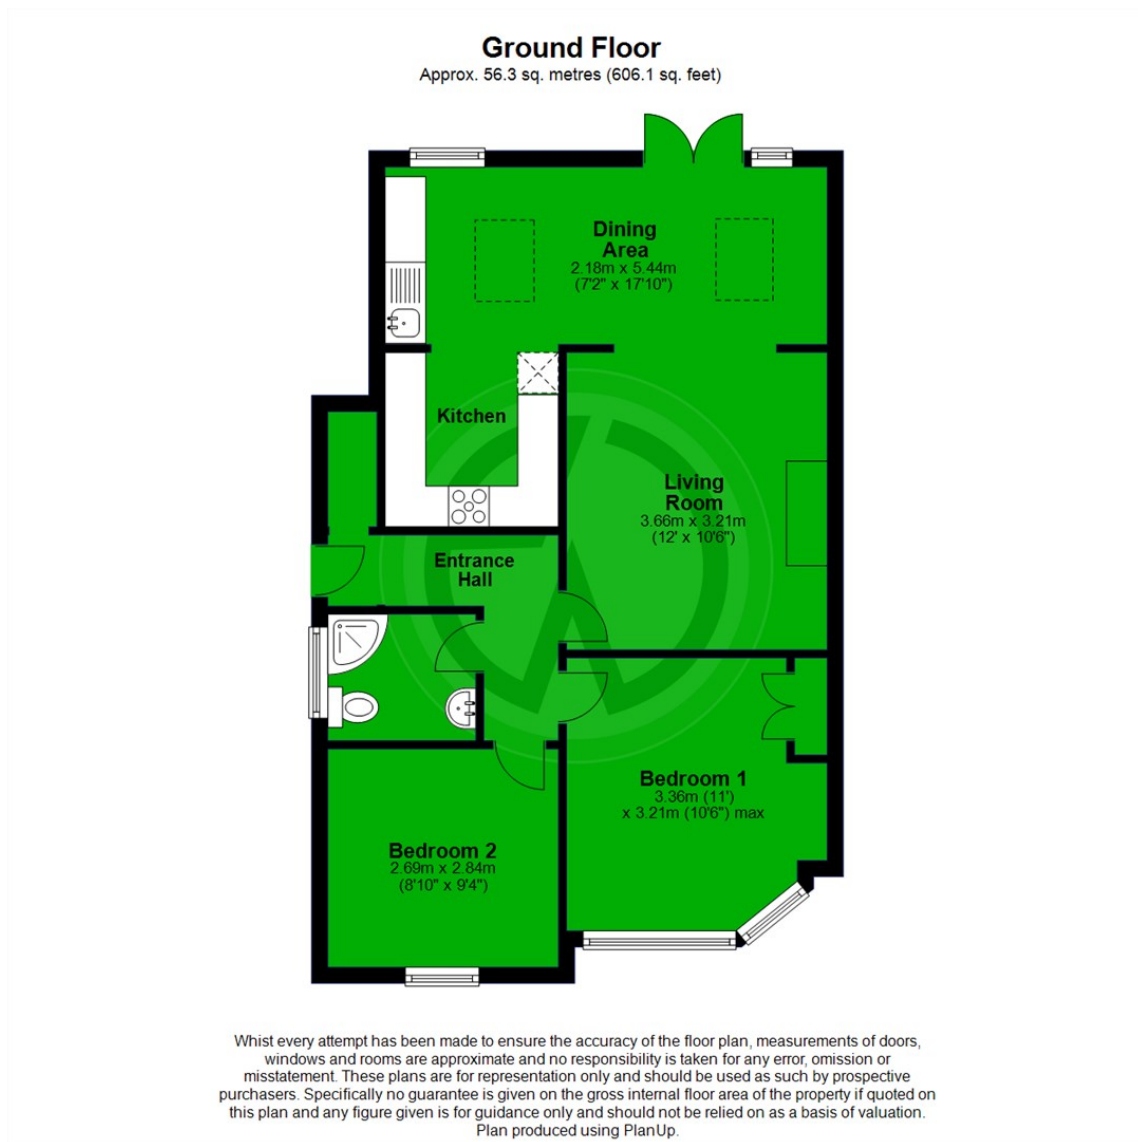 Ground Floor
Approx. 56.3 sq. metres (606.1 sq. feet)
Dining
Area
2.18m x 5.44m
(7'2" x 17'10")
Kitchen
Living
Room
3.66m x 3.21m
(12' x 10'6")
Entrance
Hall
Bedroom 1
3.36m (11')
x 3.21m (10'6") max
Bedroom 2
2.69m x 2.84m
(8'10" x 9'4")
Whist every attempt has been made to ensure the accuracy of the floor plan, measurements of doors,
windows and rooms are approximate and no responsibility is taken for any error, omission or
misstatement. These plans are for representation only and should be used as such by prospective
purchasers. Specifically no guarantee is given on the gross internal floor area of the property if quoted on
this plan and any figure given is for guidance only and should not be relied on as a basis of valuation.
Plan produced using PlanUp.